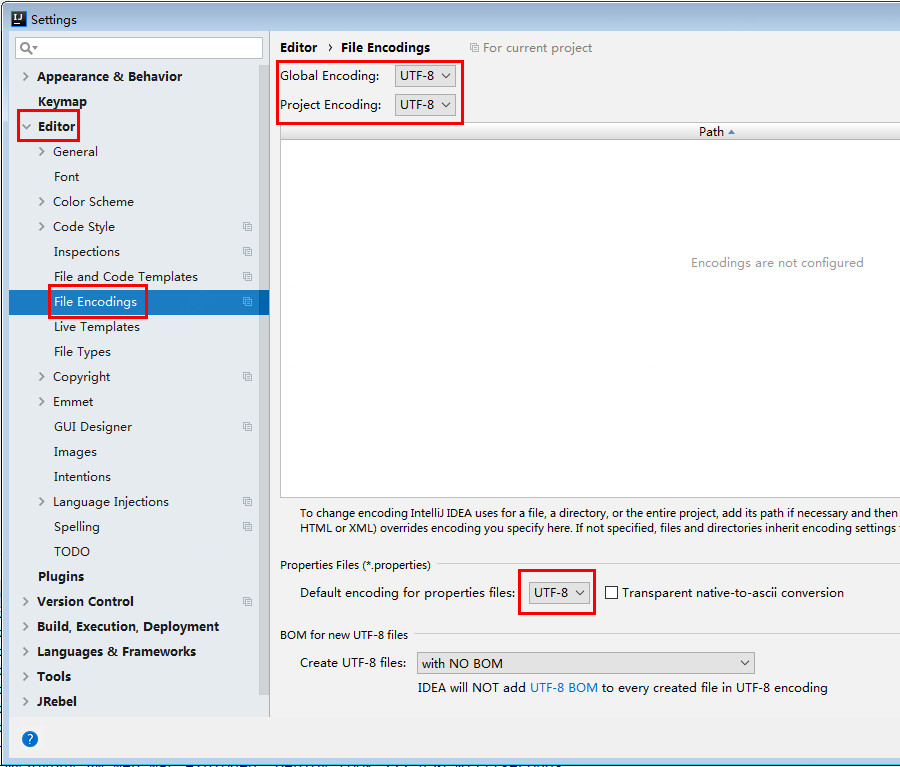 Settings
Appearance & Behavior
Keymap
Editor
General
Font
Color Scheme
Code Style
Inspections
File and Code Templates
File Encodings
Live Templates
File Types
Copyright
Emmet
GUI Designer
Images
Intentions
Language Injections
Spelling
TODO
Plugins
Version Control
Build, Execution, Deployment
Languages & Frameworks
Tools
JRebel
?
Editor › File Encodings For current project
Global Encoding: UTF-8
Project Encoding: UTF-8
Path
Encodings are not configured
To change encoding IntelliJ IDEA uses for a file, a directory, or the entire project, add its path if necessary and then
HTML or XML) overrides encoding you specify here. If not specified, files and directories inherit encoding settings
Properties Files (*.properties)
Default encoding for properties files: UTF-8 Transparent native-to-ascii conversion
BOM for new UTF-8 files
Create UTF-8 files: with NO BOM
IDEA will NOT add UTF-8 BOM to every created file in UTF-8 encoding